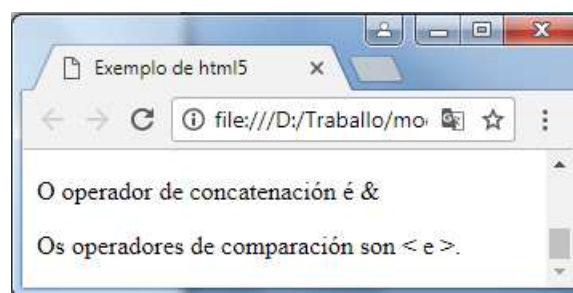 Exemplo de html5
file:///D:/Traballo/mo
O operador de concatenación é &
Os operadores de comparación son < e >.